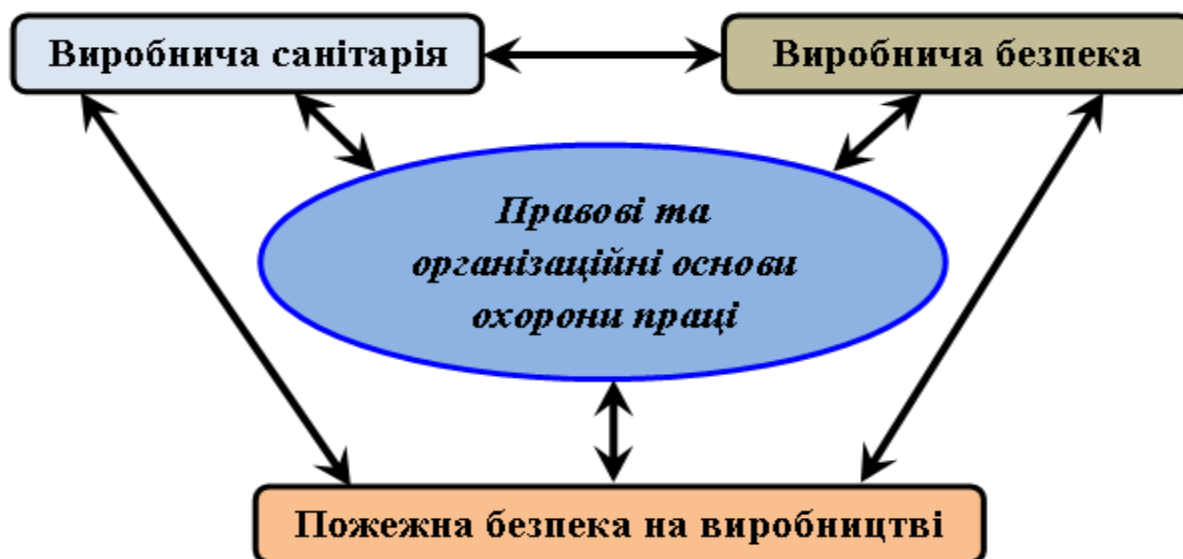 Виробнича санітарія
Виробнича безпека
Правові та
організаційні основи
охорони праці
Пожежна безпека на виробництві